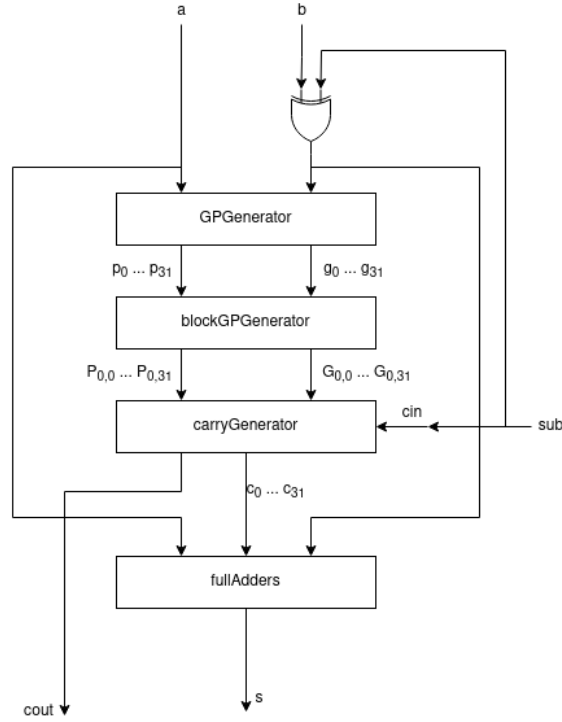 a
b
GPGenerator
p₀ ... p₃₁
g₀ ... g₃₁
blockGPGenerator
P₀,₀ ... P₀,₃₁
G₀,₀ ... G₀,₃₁
carryGenerator
cin
sub
c₀ ... c₃₁
fullAdders
cout
s